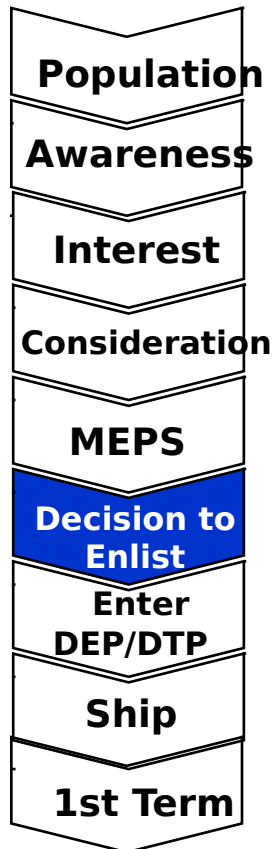 Population
Awareness
Interest
Consideration
MEPS
Decision to
Enlist
Enter
DEP/DTP
Ship
1st Term